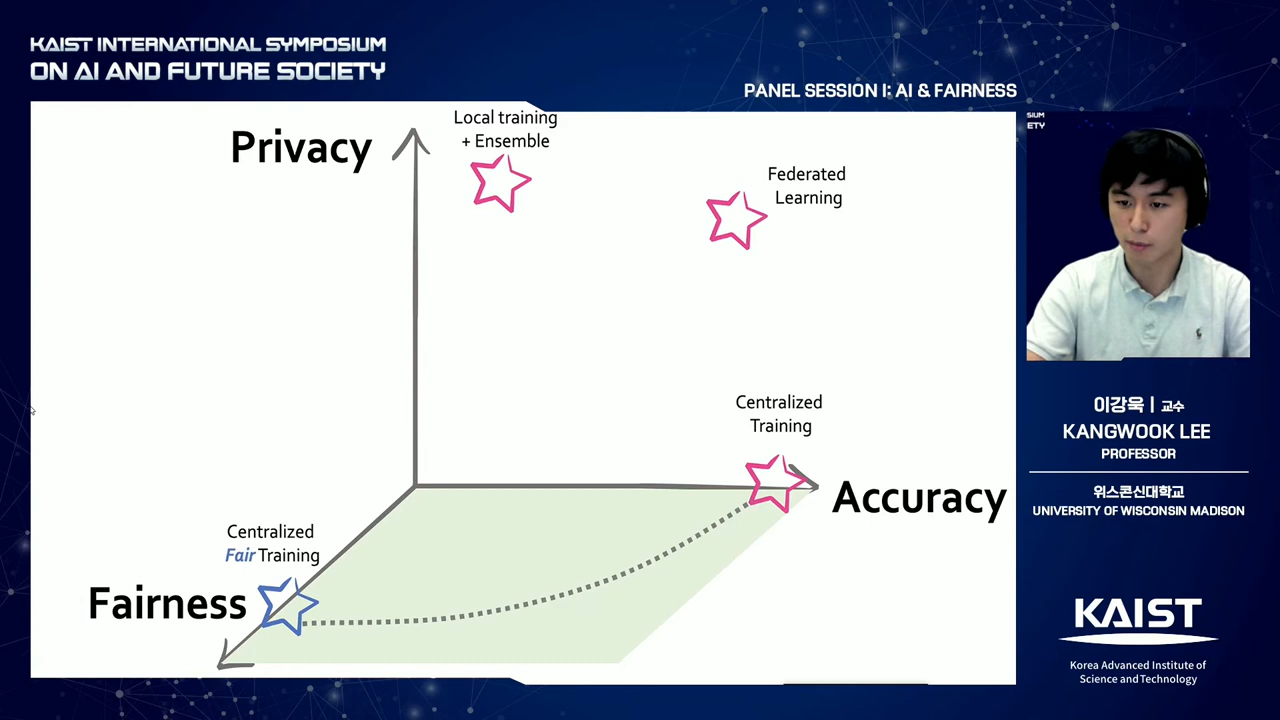 KAIST INTERNATIONAL SYMPOSIUM
ON AI AND FUTURE SOCIETY
PANEL SESSION I: AI & FAIRNESS
SIUM
ETY
Privacy
Local training
+ Ensemble
Federated
Learning
Centralized
Training
Accuracy
Centralized
Fair Training
Fairness
이강욱 | 교수
KANGWOOK LEE
PROFESSOR
위스콘신대학교
UNIVERSITY OF WISCONSIN MADISON
KAIST
Korea Advanced Institute of
Science and Technology